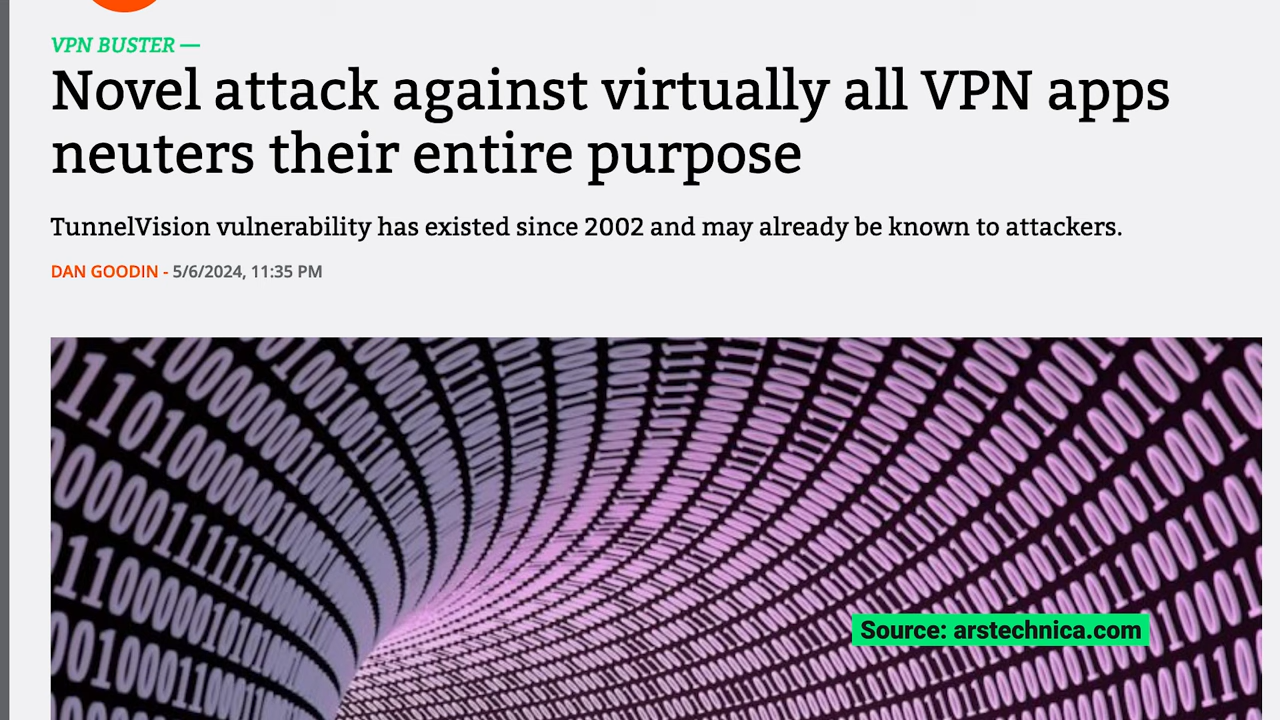 VPN BUSTER —
Novel attack against virtually all VPN apps
neuters their entire purpose
TunnelVision vulnerability has existed since 2002 and may already be known to attackers.
DAN GOODIN - 5/6/2024, 11:35 PM
Source: arstechnica.com